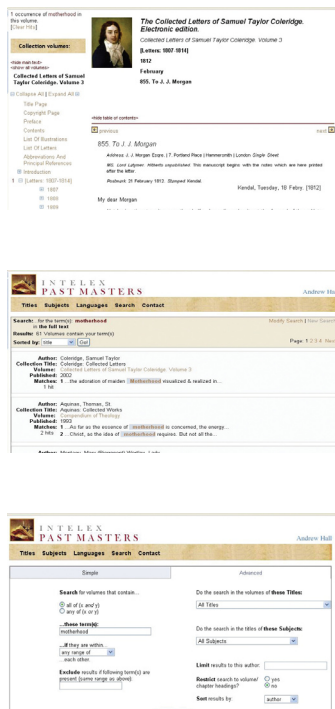 1 occurrence of motherhood in
this volume.
[Clear Hits]
Collection volumes:
<hide main text>
<show all volumes>
Collected Letters of Samuel
Taylor Coleridge. Volume 3
Collapse All | Expand All
Title Page
Copyright Page
Preface
Contents
List Of Illustrations
List Of Letters
Abbreviations And
Principal References
Introduction
1 [Letters: 1807-1814]
1807
1808
1809
The Collected Letters of Samuel Taylor Coleridge.
Electronic edition.
Collected Letters of Samuel Taylor Coleridge. Volume 3
[Letters: 1807-1814]
1812
February
855. To J. J. Morgan
<hide table of contents>
previous
next
855. To J. J. Morgan
Address: J. J. Morgan Esqre. | 7. Portland Place | Hammersmith | London Single Sheet
MS. Lord Latymer. Hitherto unpublished. This manuscript begins with the notes which are here printed
after the letter.
Postmark: 21 February 1812. Stamped: Kendal.
Kendal, Tuesday, 18 Febry. [1812]
My dear Morgan
INTELEX
PAST MASTERS
Andrew Ha
Titles Subjects Languages Search Contact
Search: ..for the term(s): motherhood
in the full text
Modify Search | New Search
Results: 61 Volumes contain your term(s)
Page: 1 2 3 4 Nex
Sorted by: title Go!
Author: Coleridge, Samuel Taylor
Collection Title: Coleridge: Collected Letters
Volume: Collected Letters of Samuel Taylor Coleridge. Volume 3
Published: 2002
Matches: 1 ...the adoration of maiden Motherhood visualized & realized in...
1 hit
Author: Aquinas, Thomas, St.
Collection Title: Aquinas: Collected Works
Volume: Compendium of Theology
Published: 1993
Matches: 1 ...As far as the essence of motherhood is concerned, the energy...
2 hits 2 ...Christ, so the idea of motherhood requires. But not all the...
INTELEX
PAST MASTERS
Andrew Hall
Titles Subjects Languages Search Contact
Simple
Advanced
Search for volumes that contain...
all of (x and y)
any of (x or y)
...these term(s):
motherhood
...if they are within...
any range of
...each other.
Exclude results if following term(s) are
present (same range as above):
Do the search in the volumes of these Titles:
All Titles
Do the search in the titles of these Subjects:
All Subjects
Limit results to this author:
Restrict search to volume/
chapter headings?
yes
no
Sort results by: author